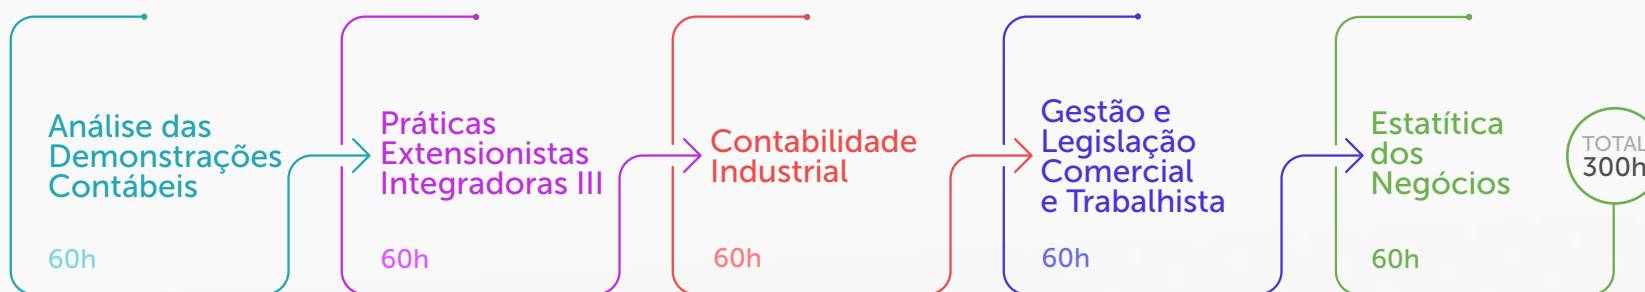 Análise das
Demonstrações
Contábeis
60h
Práticas
Extensionistas
Integradoras III
60h
Contabilidade
Industrial
60h
Gestão e
Legislação
Comercial
e Trabalhista
60h
Estatítica
dos
Negócios
60h
TOTAL
300h